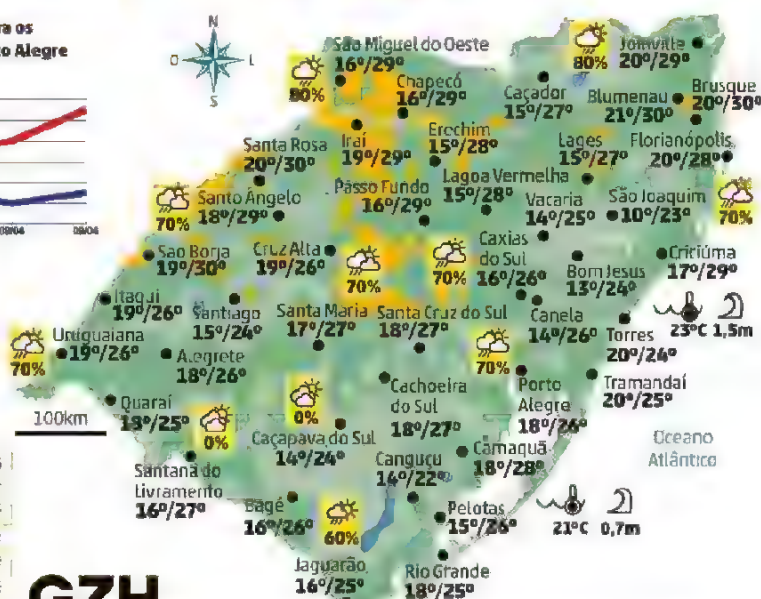 ra os
to Alegre
N
O
L
S
09/04
São Miguel do Oeste
16º/29º
80%
Chapecó
16º/29º
80%
Joinville
20º/29º
Caçador
15º/27º
Blumenau
21º/30º
Brusque
20º/30º
Santa Rosa
20º/30º
Iraí
19º/29º
Erechim
15º/28º
Lages
15º/27º
Florianópolis
20º/28º
70%
Santo Ângelo
18º/29º
Passo Fundo
16º/29º
Lagoa Vermelha
15º/28º
Vacaria
14º/25º
São Joaquim
10º/23º
70%
São Borja
19º/30º
Cruz Alta
19º/26º
70%
70%
Caxias
do Sul
16º/26º
Bom Jesus
13º/24º
Criciúma
17º/29º
Itaqui
19º/26º
Santiago
15º/24º
Santa Maria
17º/27º
Santa Cruz do Sul
18º/27º
Canela
14º/26º
23ºC 1,5m
Torres
20º/24º
70%
Uruguaiana
19º/26º
Alegrete
18º/26º
70%
Porto
Alegre
18º/26º
Tramandaí
20º/25º
Cachoeira
do Sul
18º/27º
Quaraí
100km
0%
0%
Caçapava do Sul
14º/24º
Camaquã
18º/28º
Oceano
Atlântico
Santana do
Livramento
16º/27º
Canguçu
14º/22º
Bagé
16º/26º
60%
Pelotas
15º/26º
21ºC 0,7m
Jaguarão
16º/25º
Rio Grande
18º/25º
GZH